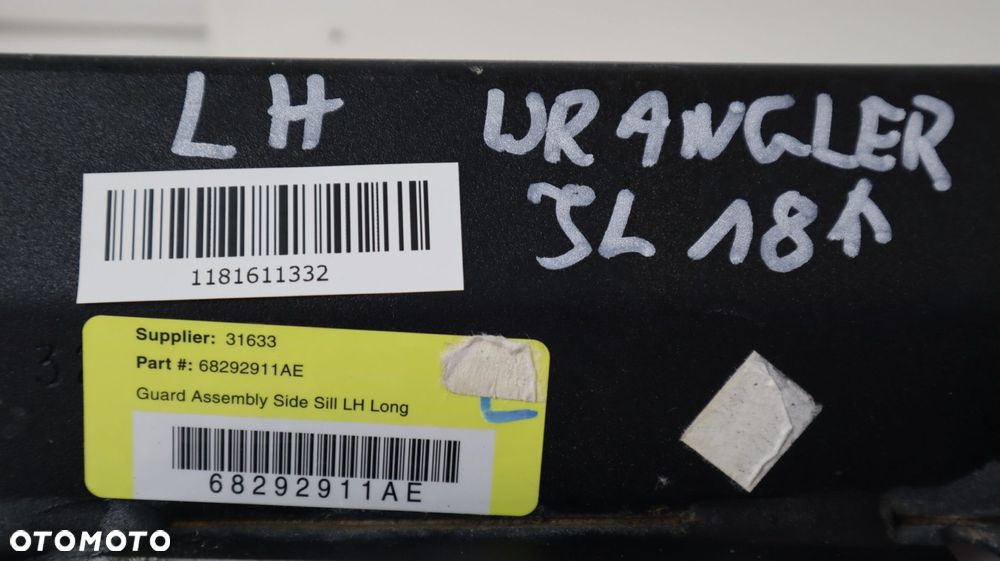 LH WRANGLER
JL 18↑
1181611332
Supplier: 31633
Part #: 68292911AE
Guard Assembly Side Sill LH Long
68292911AE
OTOMOTO